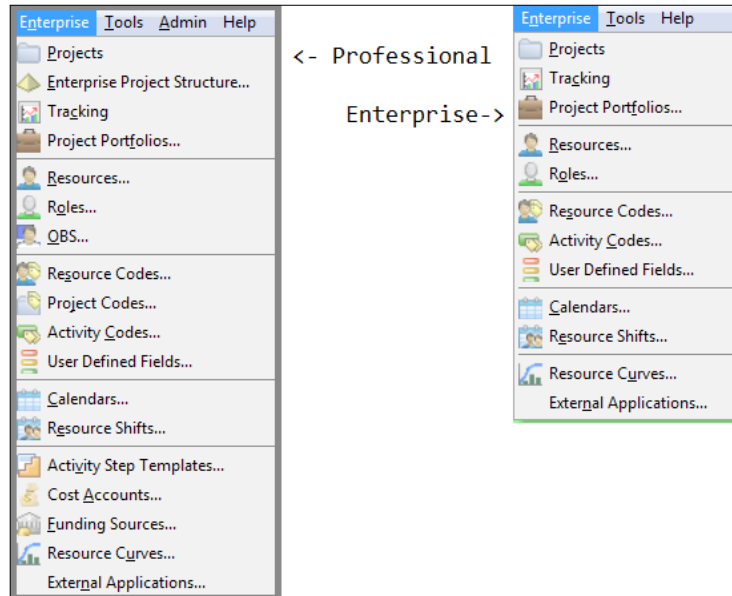 Enterprise Tools Admin Help
Projects
Enterprise Project Structure...
Tracking
Project Portfolios...
Resources...
Roles...
OBS...
Resource Codes...
Project Codes...
Activity Codes...
User Defined Fields...
Calendars...
Resource Shifts...
Activity Step Templates...
Cost Accounts...
Funding Sources...
Resource Curves...
External Applications...
<- Professional
Enterprise->
Enterprise Tools Help
Projects
Tracking
Project Portfolios...
Resources...
Roles...
Resource Codes...
Activity Codes...
User Defined Fields...
Calendars...
Resource Shifts...
Resource Curves...
External Applications...